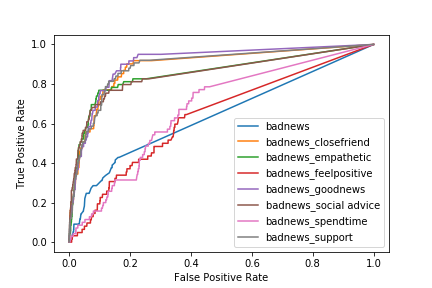 1.0
0.8
0.6
0.4
0.2
0.0
True Positive Rate
badnews
badnews_closefriend
badnews_empathetic
badnews_feelpositive
badnews_goodnews
badnews_social advice
badnews_spendtime
badnews_support
0.0 0.2 0.4 0.6 0.8 1.0
False Positive Rate